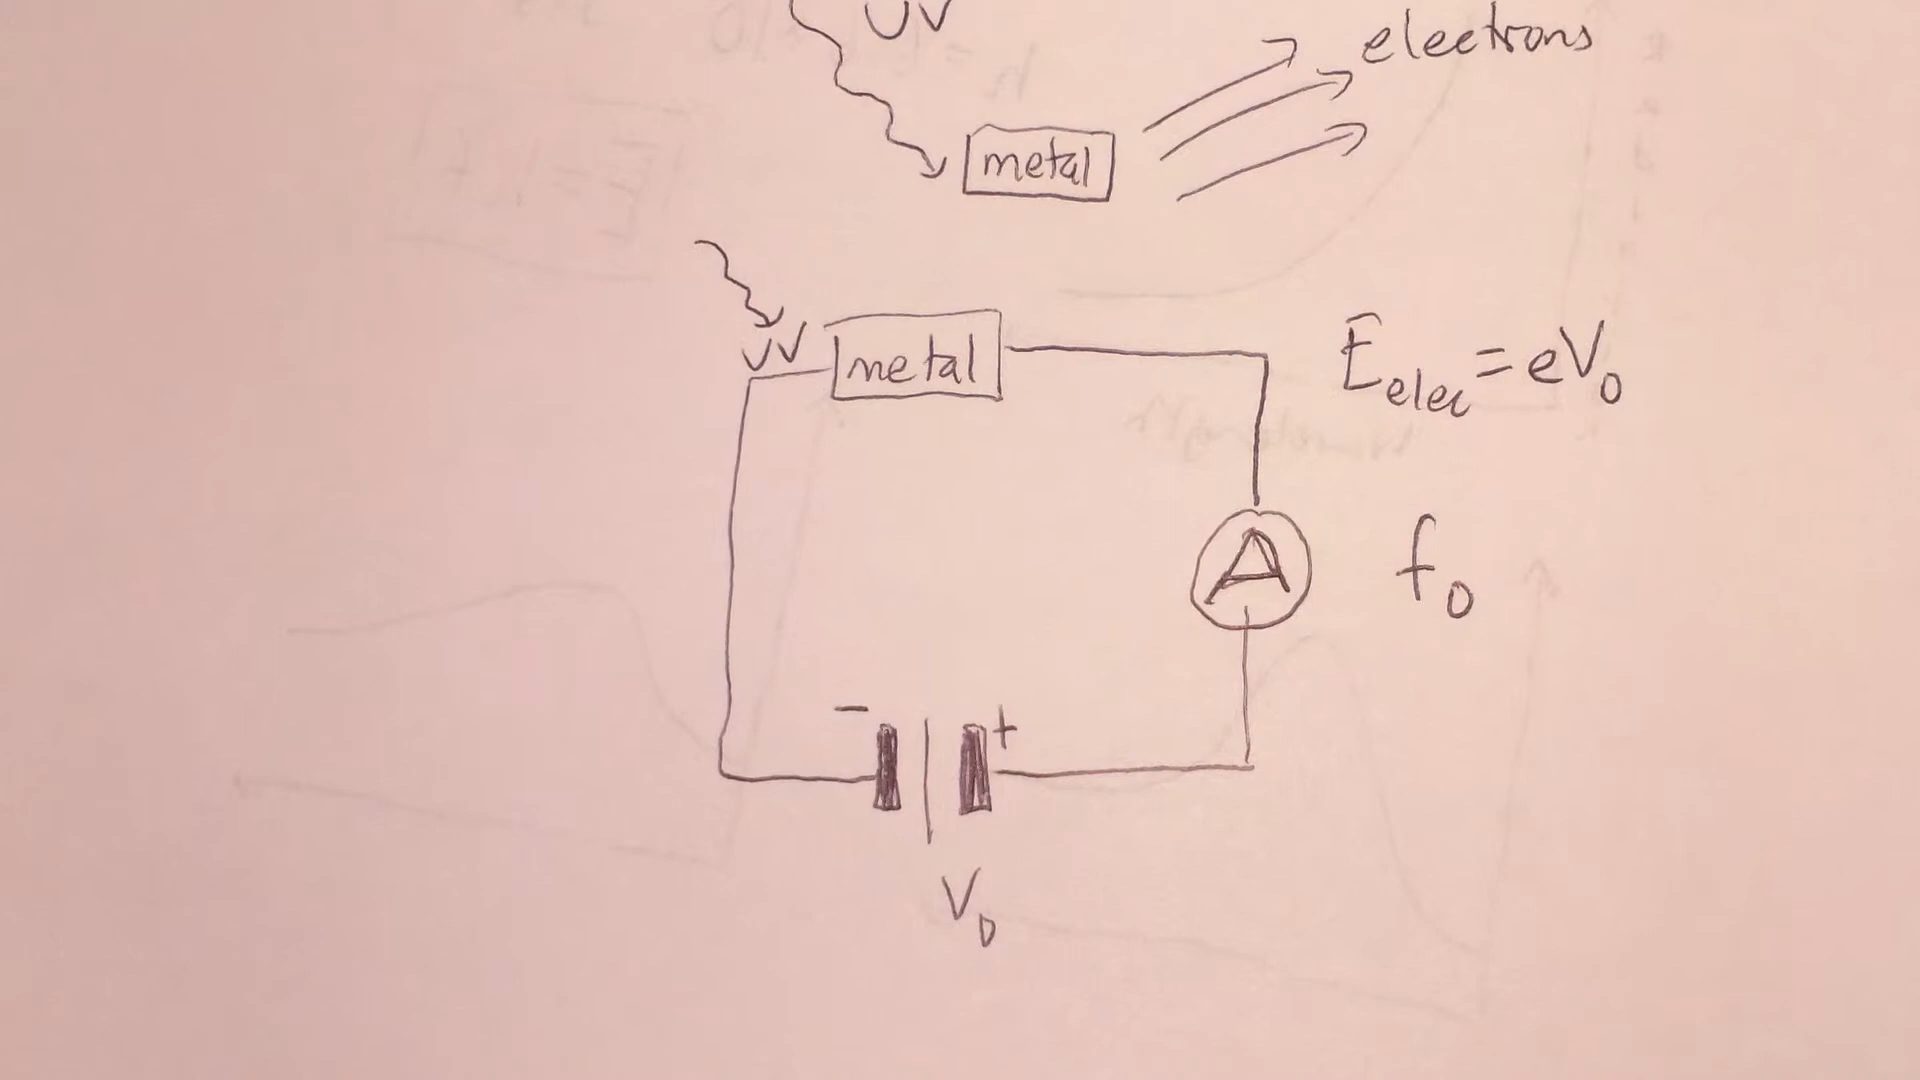 UV
electrons
metal
UV
metal
E_elec = eV_0
A
f_0
- +
V_0